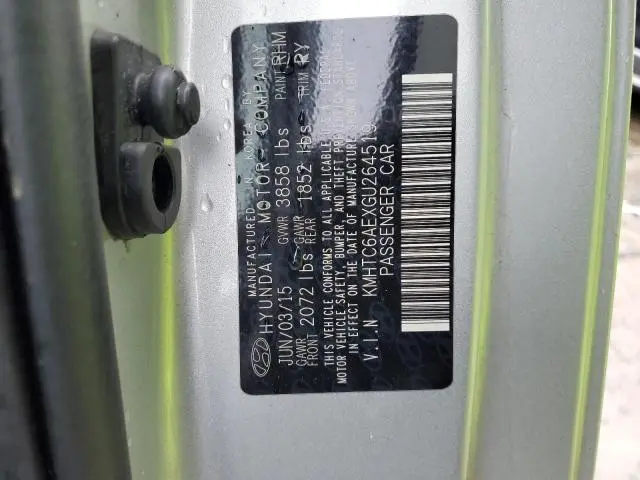 MANUFACTURED IN KOREA BY
HYUNDAI MOTOR COMPANY
JUN/03/15 GVWR 3858 lbs PAINT RHM
GAWR FRONT 2072 lbs GAWR REAR 1852 lbs TRIM RY
THIS VEHICLE CONFORMS TO ALL APPLICABLE U.S. FEDERAL
MOTOR VEHICLE SAFETY, BUMPER, AND THEFT PREVENTION STANDARDS
IN EFFECT ON THE DATE OF MANUFACTURE SHOWN ABOVE
V.I.N KMHTC6AEXGU264519
PASSENGER CAR